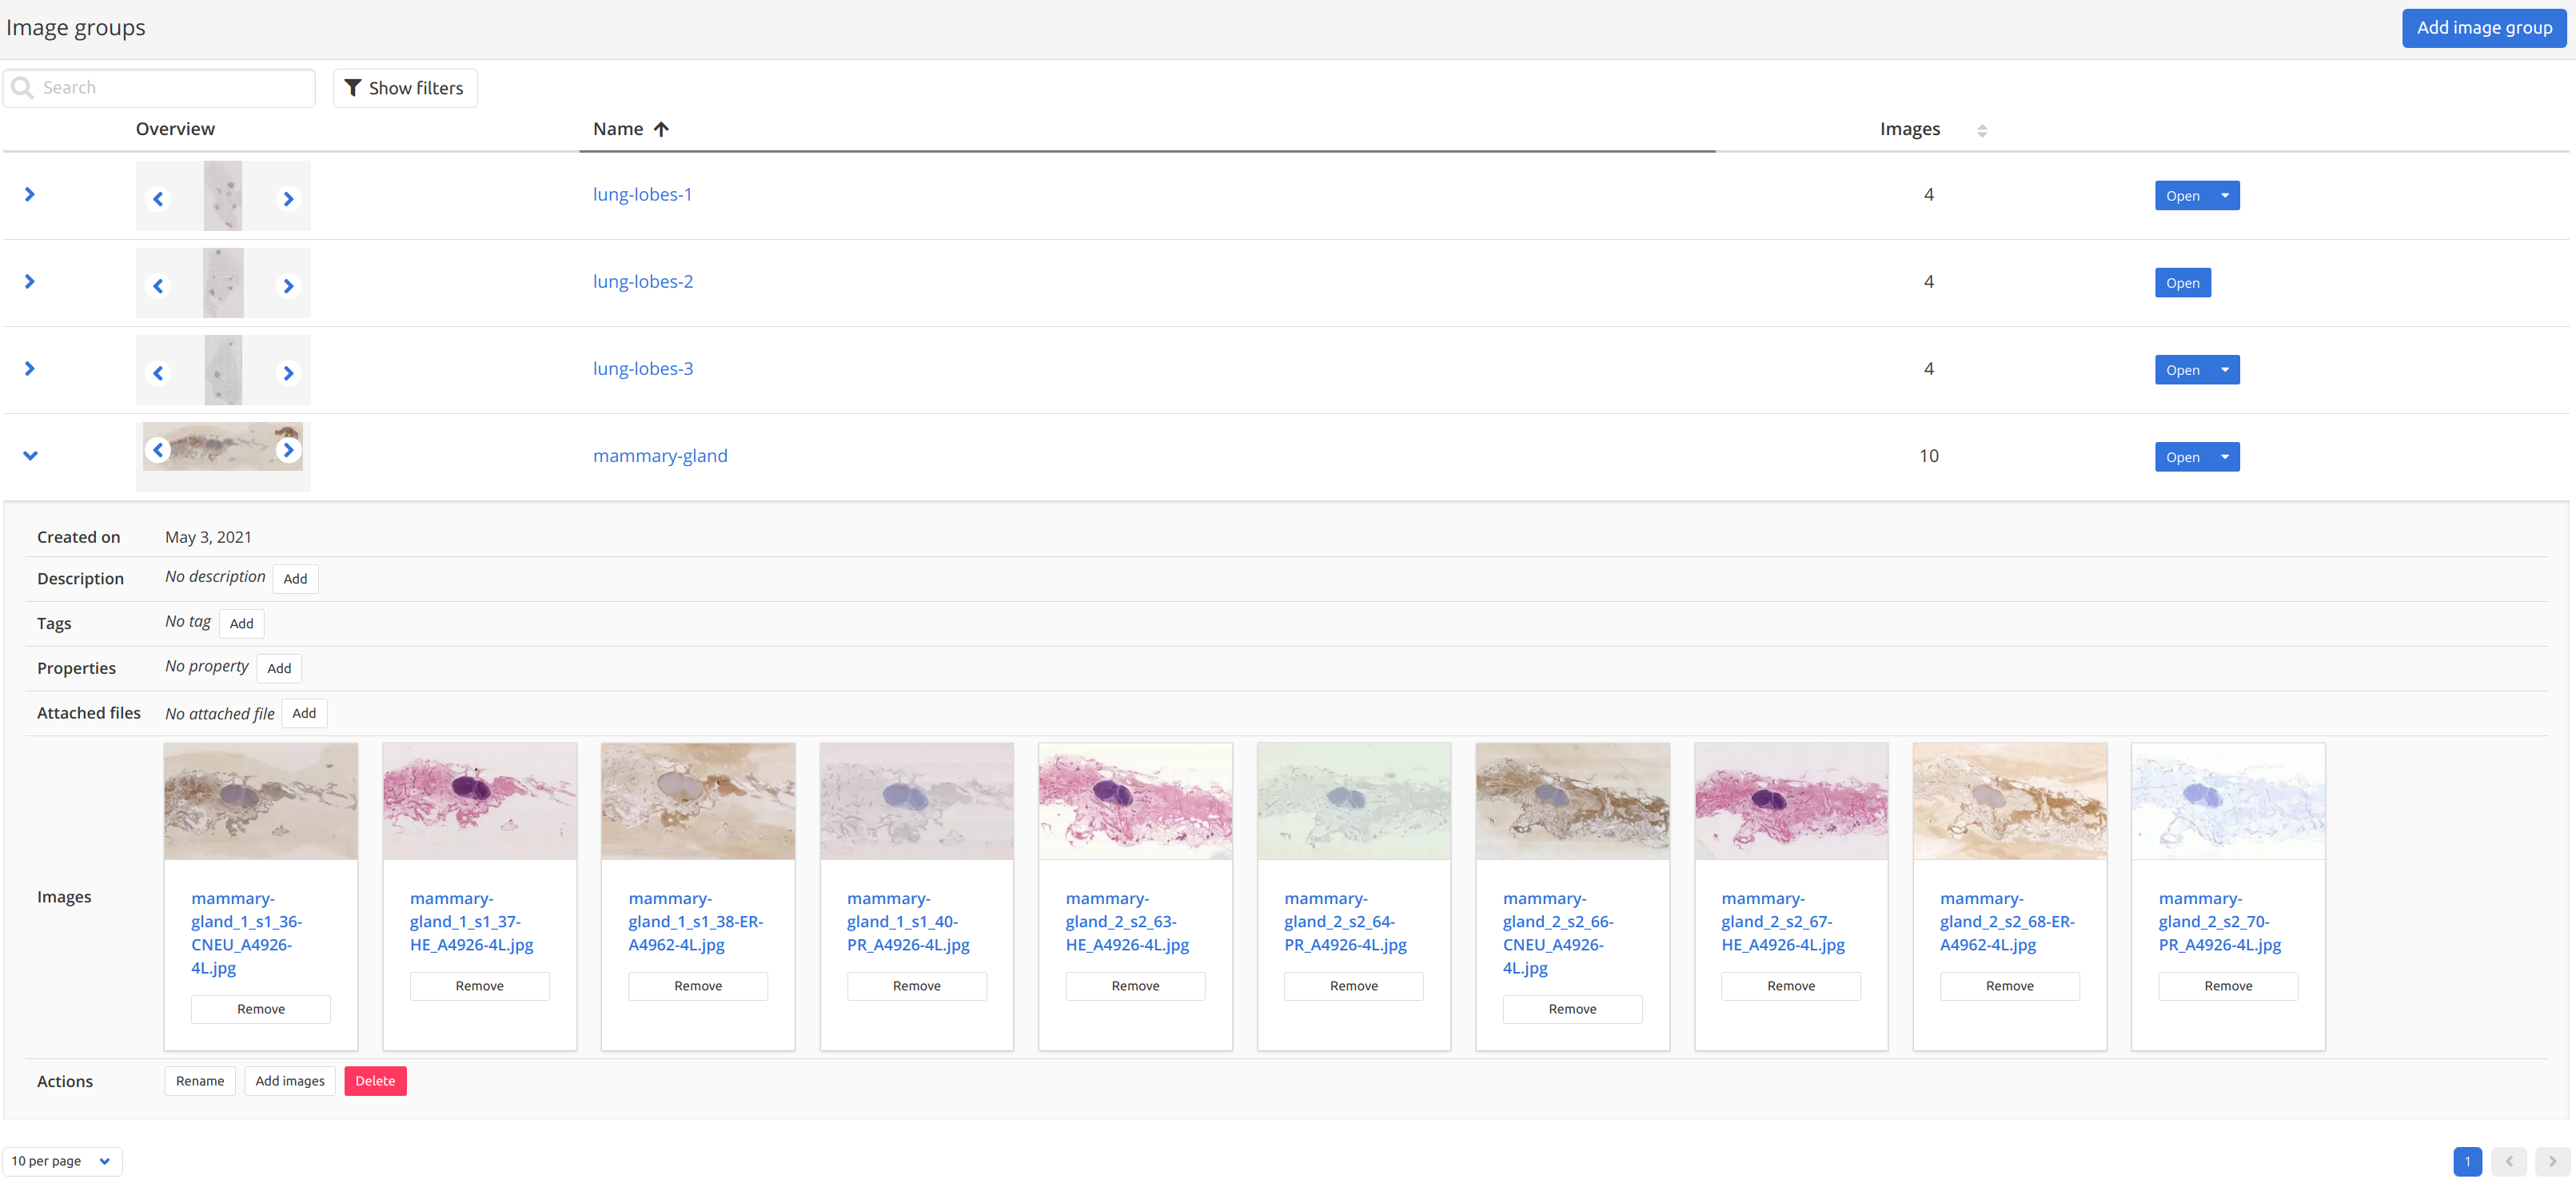 Image groups
Add image group
Search
Show filters
Overview Name Images
lung-lobes-1 4 Open
lung-lobes-2 4 Open
lung-lobes-3 4 Open
mammary-gland 10 Open
Created on May 3, 2021
Description No description Add
Tags No tag Add
Properties No property Add
Attached files No attached file Add
Images
mammary-
gland_1_s1_36-
CNEU_A4926-
4L.jpg
Remove
mammary-
gland_1_s1_37-
HE_A4926-4L.jpg
Remove
mammary-
gland_1_s1_38-ER-
A4962-4L.jpg
Remove
mammary-
gland_1_s1_40-
PR_A4926-4L.jpg
Remove
mammary-
gland_2_s2_63-
HE_A4926-4L.jpg
Remove
mammary-
gland_2_s2_64-
PR_A4926-4L.jpg
Remove
mammary-
gland_2_s2_66-
CNEU_A4926-
4L.jpg
Remove
mammary-
gland_2_s2_67-
HE_A4926-4L.jpg
Remove
mammary-
gland_2_s2_68-ER-
A4962-4L.jpg
Remove
mammary-
gland_2_s2_70-
PR_A4926-4L.jpg
Remove
Actions Rename Add images Delete
10 per page
1